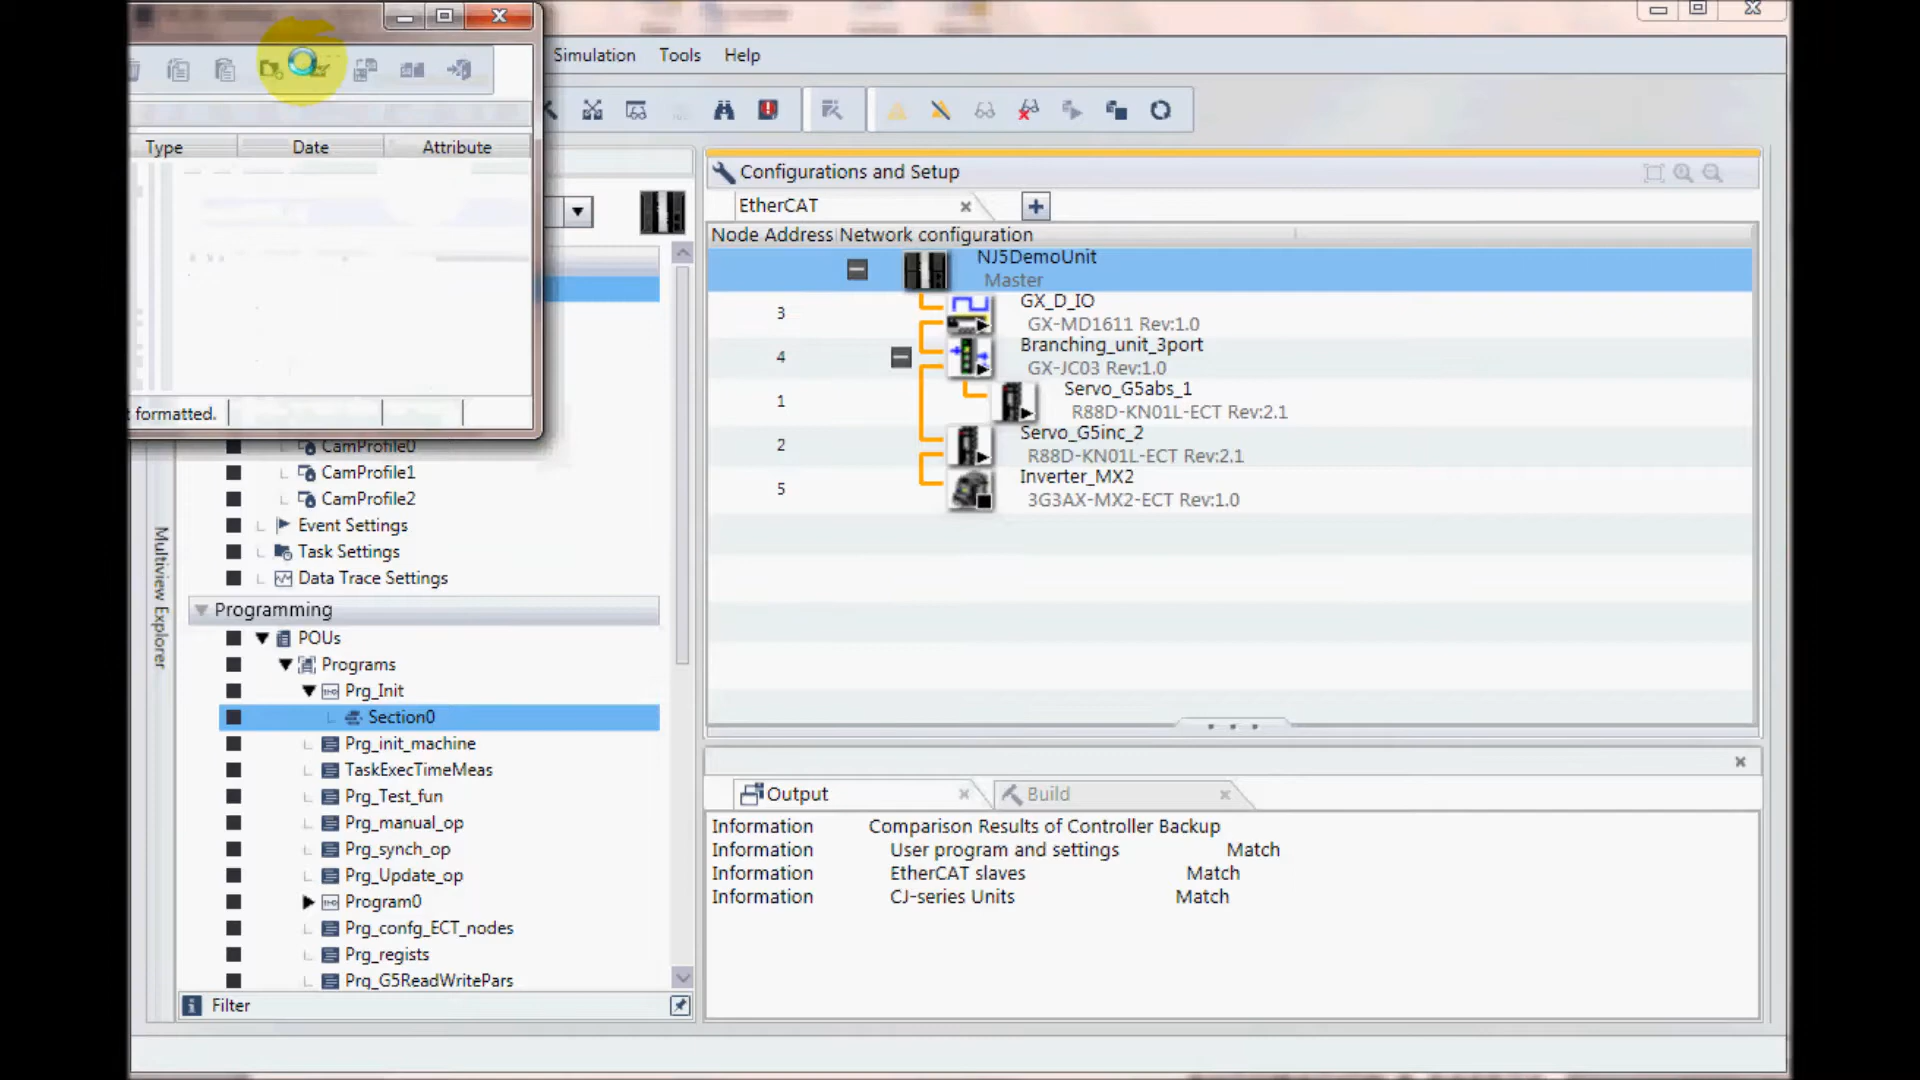 Simulation Tools Help
Type Date Attribute
t formatted.
Configurations and Setup
EtherCAT
Node Address Network configuration
NJ5DemoUnit
Master
3 GX_D_IO
GX-MD1611 Rev:1.0
4 Branching_unit_3port
GX-JC03 Rev:1.0
1 Servo_G5abs_1
R88D-KN01L-ECT Rev:2.1
2 Servo_G5inc_2
R88D-KN01L-ECT Rev:2.1
5 Inverter_MX2
3G3AX-MX2-ECT Rev:1.0
Multiview Explorer
CamProfile0
CamProfile1
CamProfile2
Event Settings
Task Settings
Data Trace Settings
Programming
POUs
Programs
Prg_Init
Section0
Prg_init_machine
TaskExecTimeMeas
Prg_Test_fun
Prg_manual_op
Prg_synch_op
Prg_Update_op
Program0
Prg_confg_ECT_nodes
Prg_regists
Prg_G5ReadWritePars
Filter
Output Build
Information Comparison Results of Controller Backup
Information User program and settings Match
Information EtherCAT slaves Match
Information CJ-series Units Match